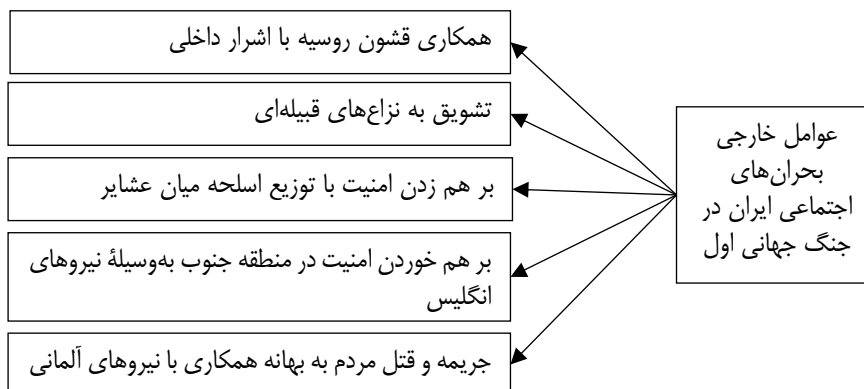 عوامل خارجی
بحران‌های
اجتماعی ایران در
جنگ جهانی اول
همکاری قشون روسیه با اشرار داخلی
تشویق به نزاع‌های قبیله‌ای
بر هم زدن امنیت با توزیع اسلحه میان عشایر
بر هم خوردن امنیت در منطقه جنوب به‌وسیلهٔ نیروهای
انگلیس
جریمه و قتل مردم به بهانه همکاری با نیروهای آلمانی